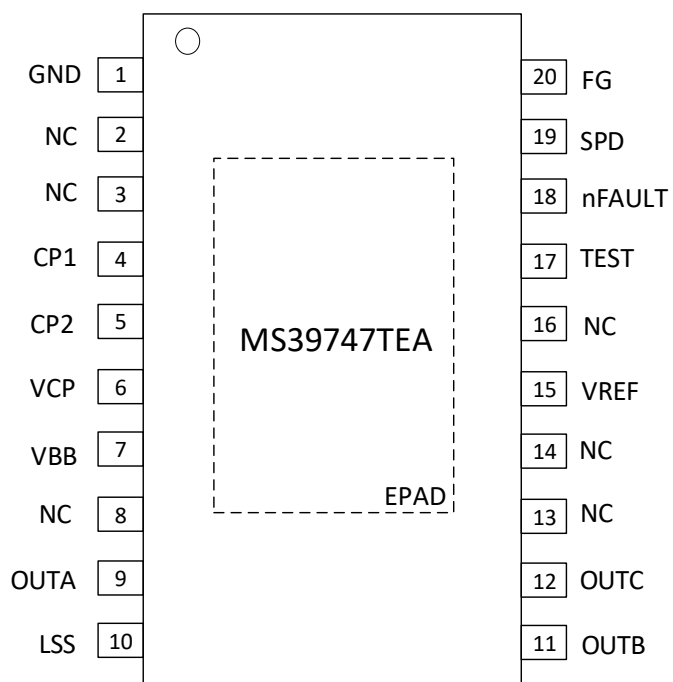 GND 1
NC 2
NC 3
CP1 4
CP2 5
VCP 6
VBB 7
NC 8
OUTA 9
LSS 10
MS39747TEA
EPAD
20 FG
19 SPD
18 nFAULT
17 TEST
16 NC
15 VREF
14 NC
13 NC
12 OUTC
11 OUTB